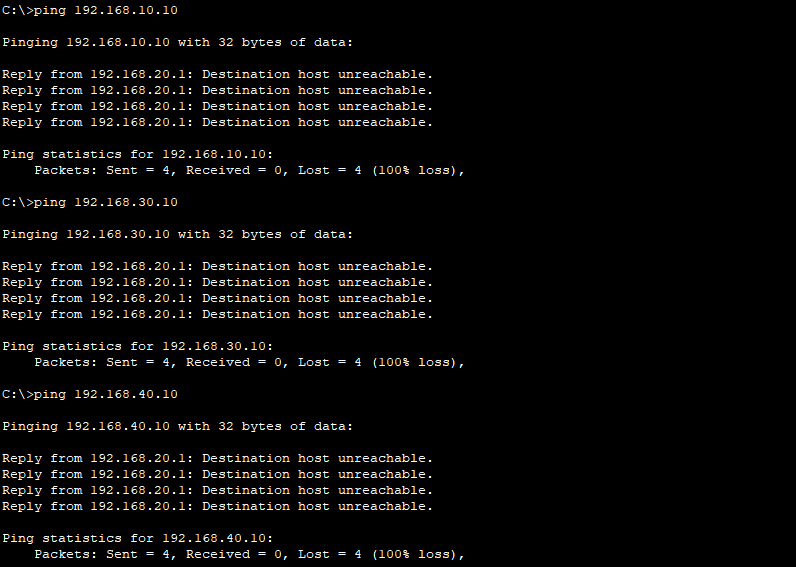 C:\>ping 192.168.10.10
Pinging 192.168.10.10 with 32 bytes of data:
Reply from 192.168.20.1: Destination host unreachable.
Reply from 192.168.20.1: Destination host unreachable.
Reply from 192.168.20.1: Destination host unreachable.
Reply from 192.168.20.1: Destination host unreachable.
Ping statistics for 192.168.10.10:
    Packets: Sent = 4, Received = 0, Lost = 4 (100% loss),
C:\>ping 192.168.30.10
Pinging 192.168.30.10 with 32 bytes of data:
Reply from 192.168.20.1: Destination host unreachable.
Reply from 192.168.20.1: Destination host unreachable.
Reply from 192.168.20.1: Destination host unreachable.
Reply from 192.168.20.1: Destination host unreachable.
Ping statistics for 192.168.30.10:
    Packets: Sent = 4, Received = 0, Lost = 4 (100% loss),
C:\>ping 192.168.40.10
Pinging 192.168.40.10 with 32 bytes of data:
Reply from 192.168.20.1: Destination host unreachable.
Reply from 192.168.20.1: Destination host unreachable.
Reply from 192.168.20.1: Destination host unreachable.
Reply from 192.168.20.1: Destination host unreachable.
Ping statistics for 192.168.40.10:
    Packets: Sent = 4, Received = 0, Lost = 4 (100% loss),